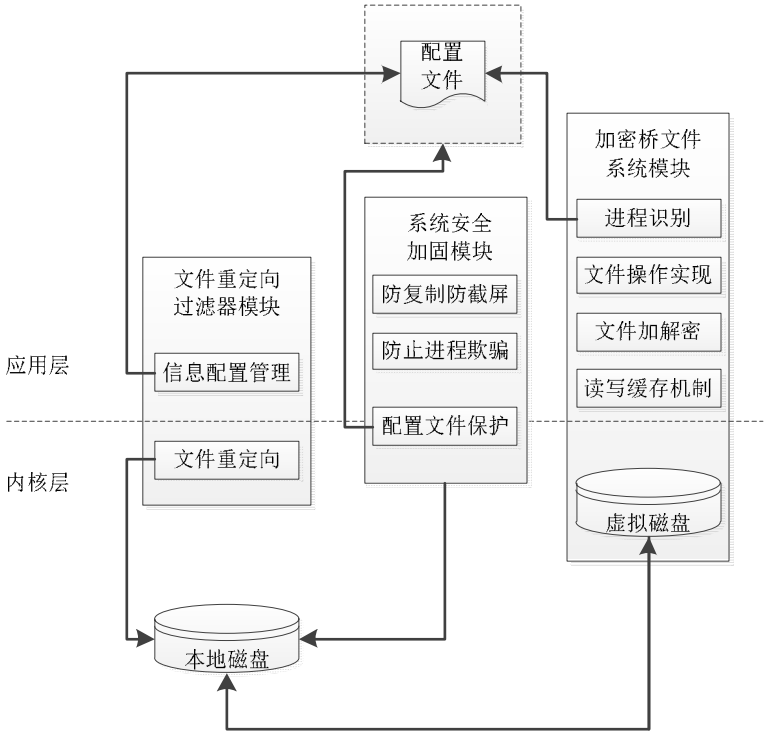 配置
文件
加密桥文件
系统模块
进程识别
文件操作实现
文件加解密
读写缓存机制
虚拟磁盘
系统安全
加固模块
防复制防截屏
防止进程欺骗
配置文件保护
文件重定向
过滤器模块
信息配置管理
文件重定向
应用层
内核层
本地磁盘